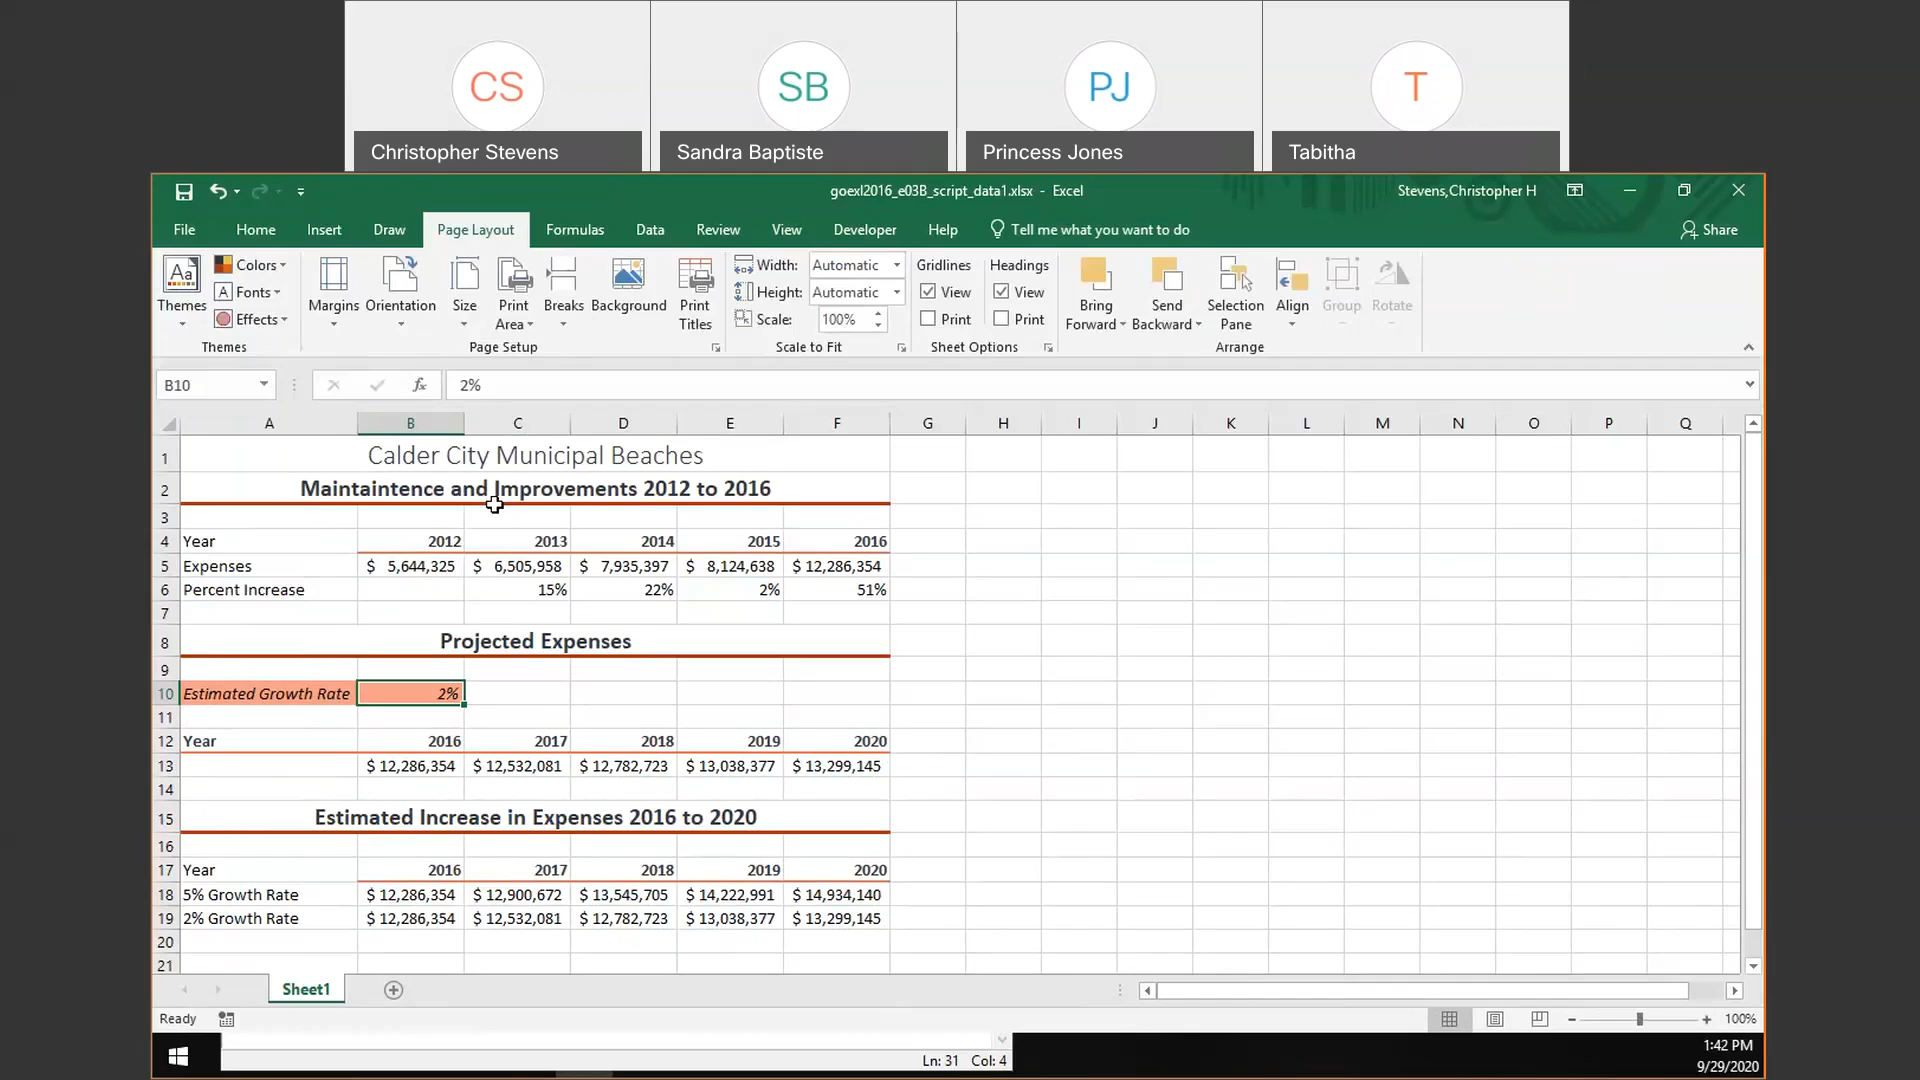 CS SB PJ T
Christopher Stevens Sandra Baptiste Princess Jones Tabitha
goexl2016_e03B_script_data1.xlsx - Excel Stevens,Christopher H
File Home Insert Draw Page Layout Formulas Data Review View Developer Help Tell me what you want to do Share
Aa Themes Colors Fonts Effects Margins Orientation Size Print Area Breaks Background Print Titles Width: Automatic Height: Automatic Scale: 100% Gridlines View Print Headings View Print Bring Forward Send Backward Selection Pane Align Group Rotate
Themes Page Setup Scale to Fit Sheet Options Arrange
B10 fx 2%
A B C D E F G H I J K L M N O P Q
1 Calder City Municipal Beaches
2 Maintaintence and Improvements 2012 to 2016
3
4 Year 2012 2013 2014 2015 2016
5 Expenses $ 5,644,325 $ 6,505,958 $ 7,935,397 $ 8,124,638 $ 12,286,354
6 Percent Increase 15% 22% 2% 51%
7
8 Projected Expenses
9
10 Estimated Growth Rate 2%
11
12 Year 2016 2017 2018 2019 2020
13 $ 12,286,354 $ 12,532,081 $ 12,782,723 $ 13,038,377 $ 13,299,145
14
15 Estimated Increase in Expenses 2016 to 2020
16
17 Year 2016 2017 2018 2019 2020
18 5% Growth Rate $ 12,286,354 $ 12,900,672 $ 13,545,705 $ 14,222,991 $ 14,934,140
19 2% Growth Rate $ 12,286,354 $ 12,532,081 $ 12,782,723 $ 13,038,377 $ 13,299,145
20
21
Sheet1
Ready 100%
Ln: 31 Col: 4
1:42 PM
9/29/2020